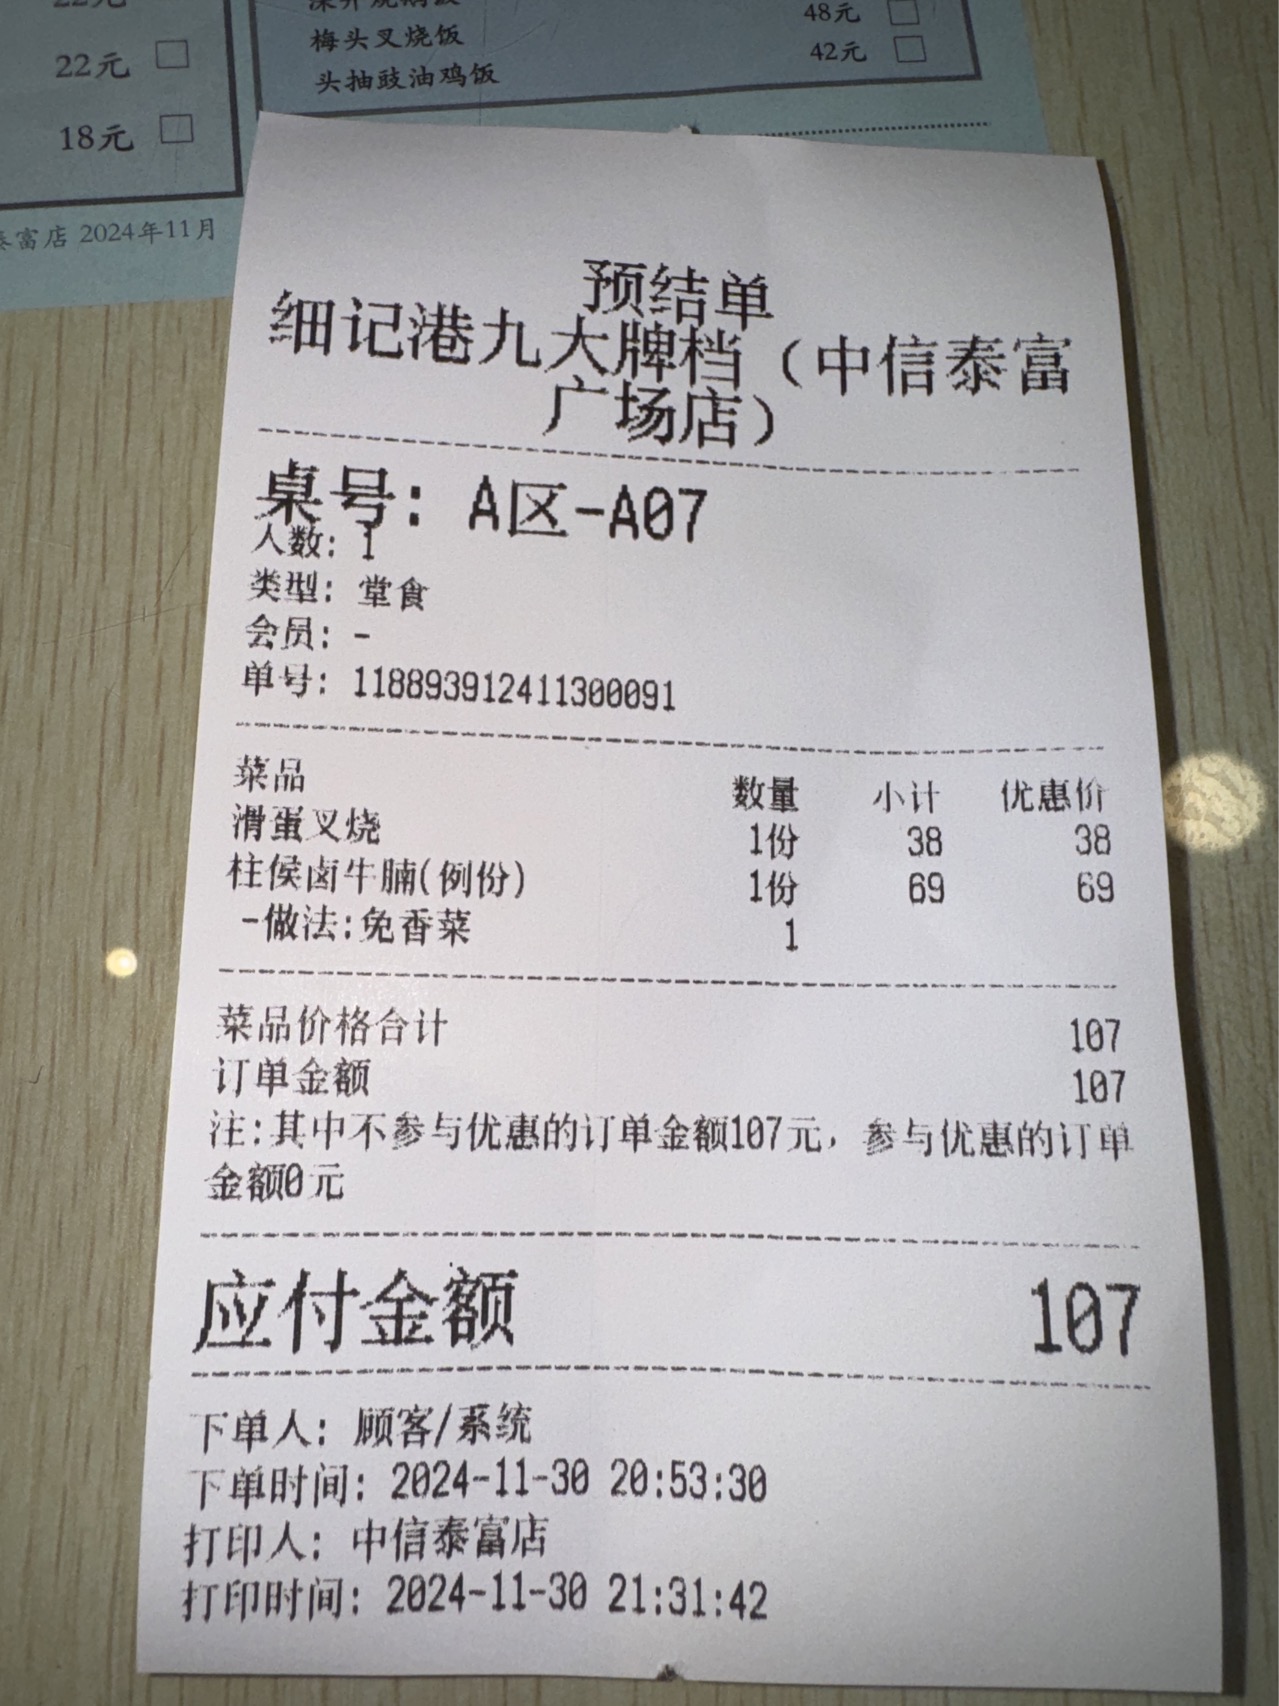 22元
18元
泰富店 2024年11月
48元
梅头叉烧饭 42元
头抽豉油鸡饭
预结单
细记港九大牌档（中信泰富
广场店）
桌号：A区-A07
人数：1
类型：堂食
会员：-
单号：118893912411300091
菜品 数量 小计 优惠价
滑蛋叉烧 1份 38 38
柱侯卤牛腩(例份) 1份 69 69
-做法:免香菜 1
菜品价格合计 107
订单金额 107
注:其中不参与优惠的订单金额107元，参与优惠的订单
金额0元
应付金额 107
下单人：顾客/系统
下单时间：2024-11-30 20:53:30
打印人：中信泰富店
打印时间：2024-11-30 21:31:42